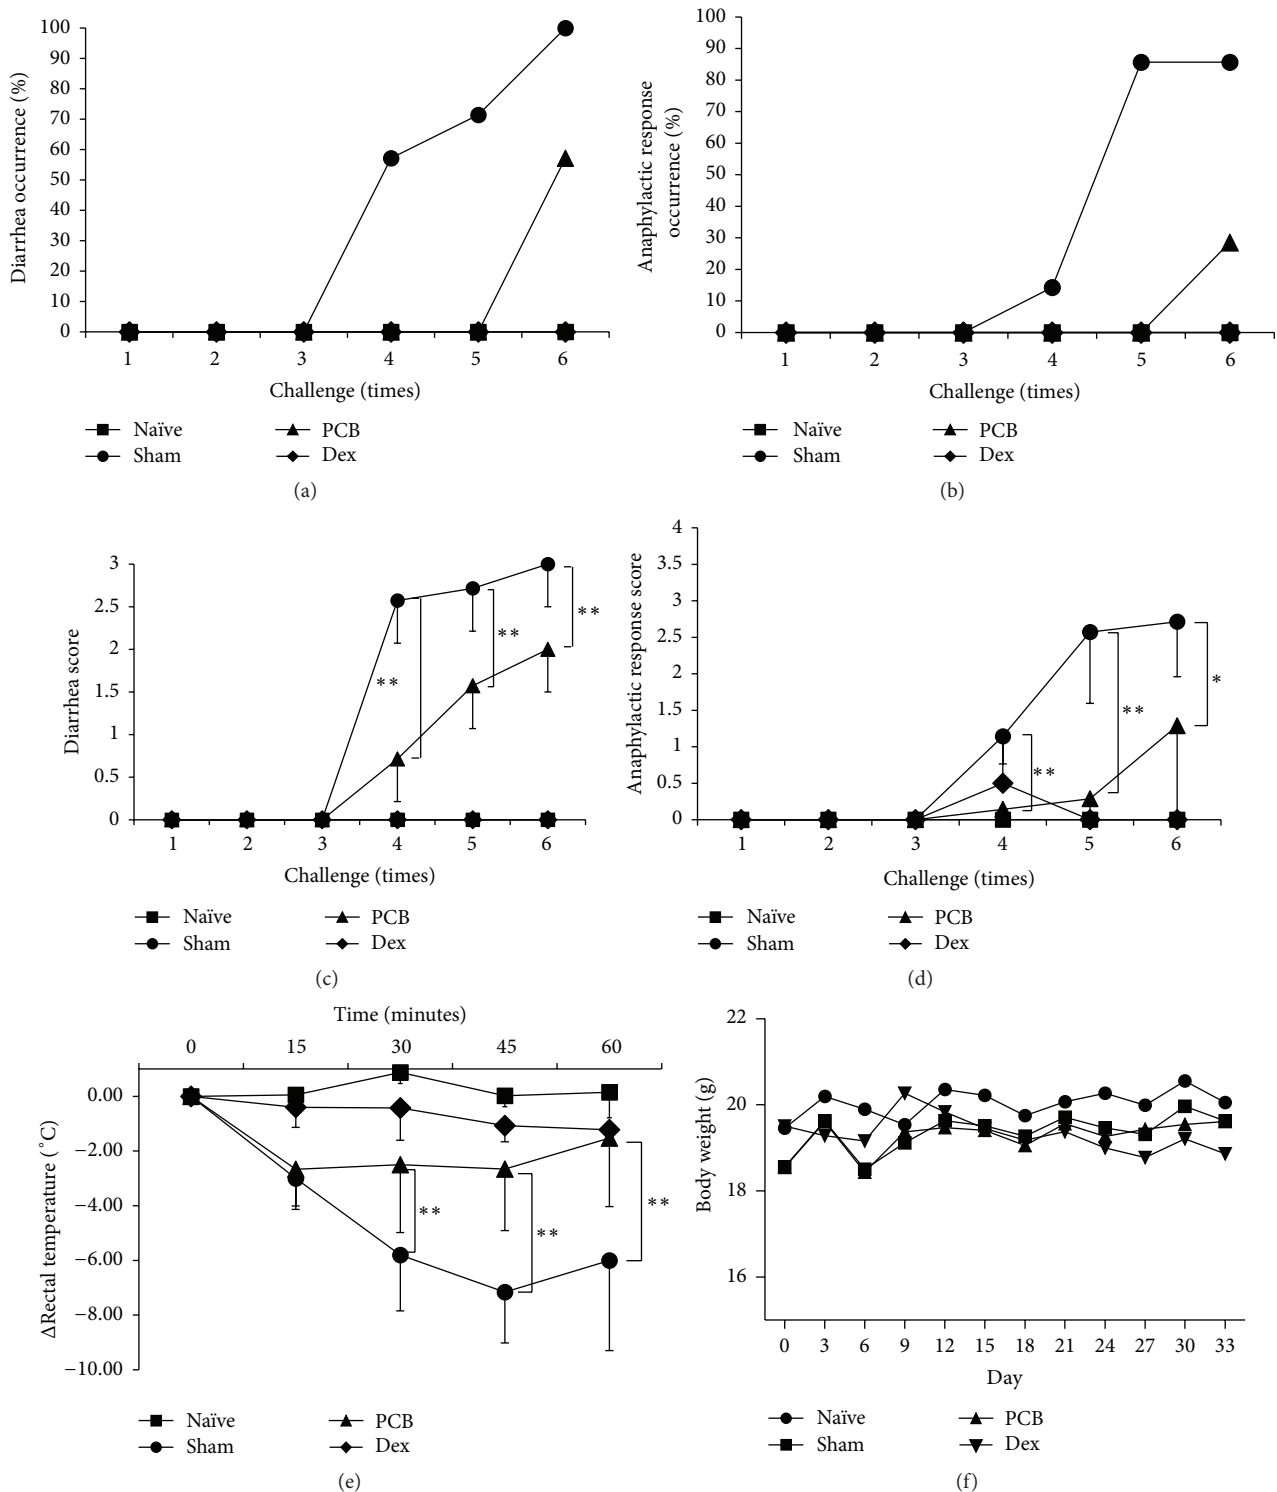 100
90
80
70
60
50
40
30
20
10
0
Diarrhea occurrence (%)
1 2 3 4 5 6
Challenge (times)
Naïve PCB
Sham Dex
(a)
100
90
80
70
60
50
40
30
20
10
0
Anaphylactic response
occurrence (%)
1 2 3 4 5 6
Challenge (times)
Naïve PCB
Sham Dex
(b)
3
2.5
2
1.5
1
0.5
0
Diarrhea score
** ** **
1 2 3 4 5 6
Challenge (times)
Naïve PCB
Sham Dex
(c)
4
3.5
3
2.5
2
1.5
1
0.5
0
Anaphylactic response score
** ** *
1 2 3 4 5 6
Challenge (times)
Naïve PCB
Sham Dex
(d)
Time (minutes)
0 15 30 45 60
0.00
−2.00
−4.00
−6.00
−8.00
−10.00
ΔRectal temperature (°C)
** ** **
Naïve PCB
Sham Dex
(e)
22
20
18
16
Body weight (g)
0 3 6 9 12 15 18 21 24 27 30 33
Day
Naïve PCB
Sham Dex
(f)